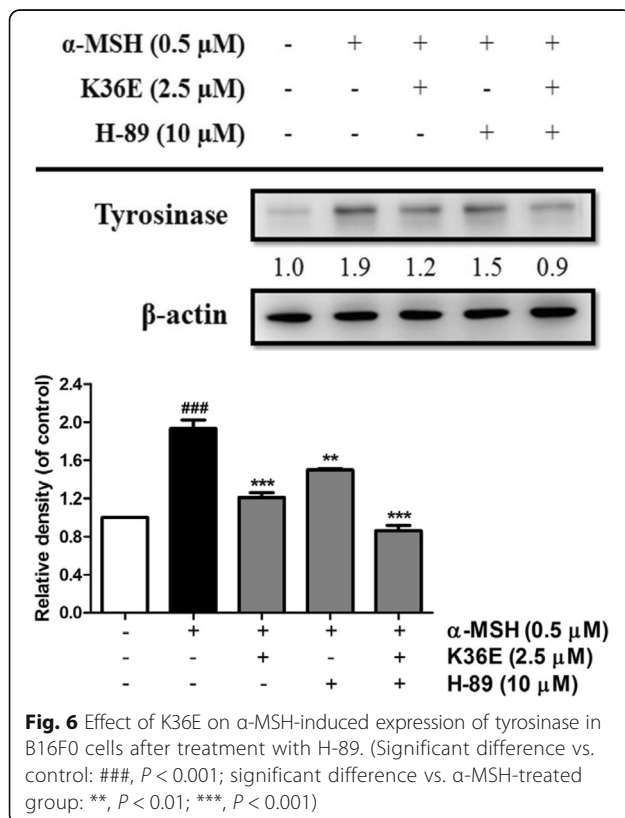 α-MSH (0.5 μM) - + + + +
K36E (2.5 μM) - - + - +
H-89 (10 μM) - - - + +
Tyrosinase
1.0 1.9 1.2 1.5 0.9
β-actin
Relative density (of control)
2.4
2.0
1.6
1.2
0.8
0.4
0.0
###
***
**
***
- + + + + α-MSH (0.5 μM)
- - + - + K36E (2.5 μM)
- - - + + H-89 (10 μM)
Fig. 6 Effect of K36E on α-MSH-induced expression of tyrosinase in
B16F0 cells after treatment with H-89. (Significant difference vs.
control: ###, P < 0.001; significant difference vs. α-MSH-treated
group: **, P < 0.01; ***, P < 0.001)